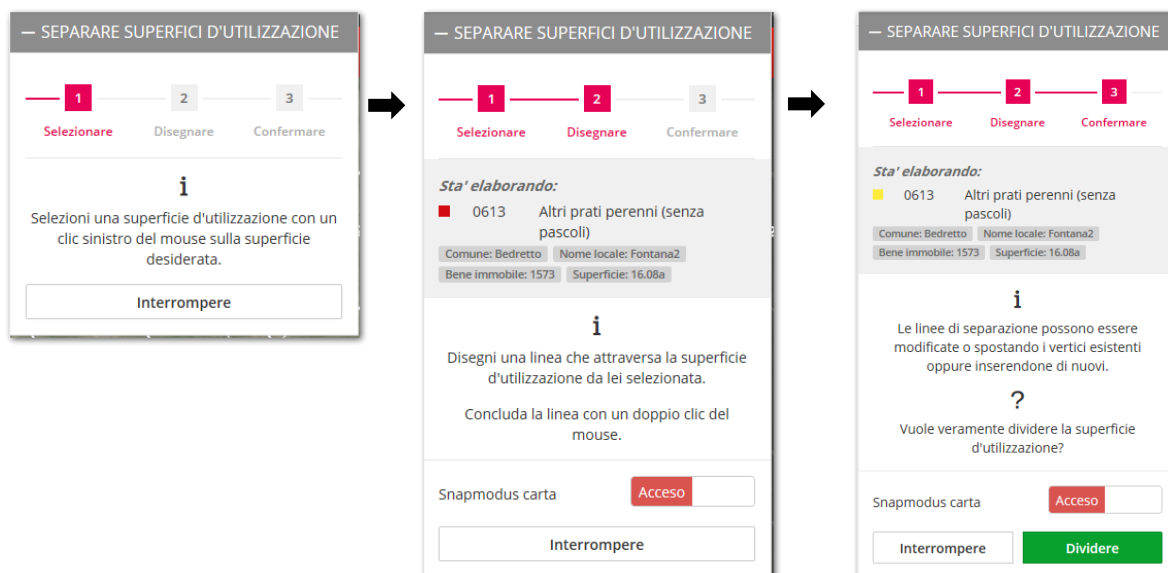 — SEPARARE SUPERFICI D'UTILIZZAZIONE
1 2 3
Selezionare Disegnare Confermare
i
Selezioni una superficie d'utilizzazione con un
clic sinistro del mouse sulla superficie
desiderata.
Interrompere
— SEPARARE SUPERFICI D'UTILIZZAZIONE
1 2 3
Selezionare Disegnare Confermare
Sta' elaborando:
0613 Altri prati perenni (senza
pascoli)
Comune: Bedretto Nome locale: Fontana2
Bene immobile: 1573 Superficie: 16.08a
i
Disegni una linea che attraversa la superficie
d'utilizzazione da lei selezionata.
Concluda la linea con un doppio clic del
mouse.
Snapmodus carta Acceso
Interrompere
— SEPARARE SUPERFICI D'UTILIZZAZIONE
1 2 3
Selezionare Disegnare Confermare
Sta' elaborando:
0613 Altri prati perenni (senza
pascoli)
Comune: Bedretto Nome locale: Fontana2
Bene immobile: 1573 Superficie: 16.08a
i
Le linee di separazione possono essere
modificate o spostando i vertici esistenti
oppure inserendone di nuovi.
?
Vuole veramente dividere la superficie
d'utilizzazione?
Snapmodus carta Acceso
Interrompere Dividere